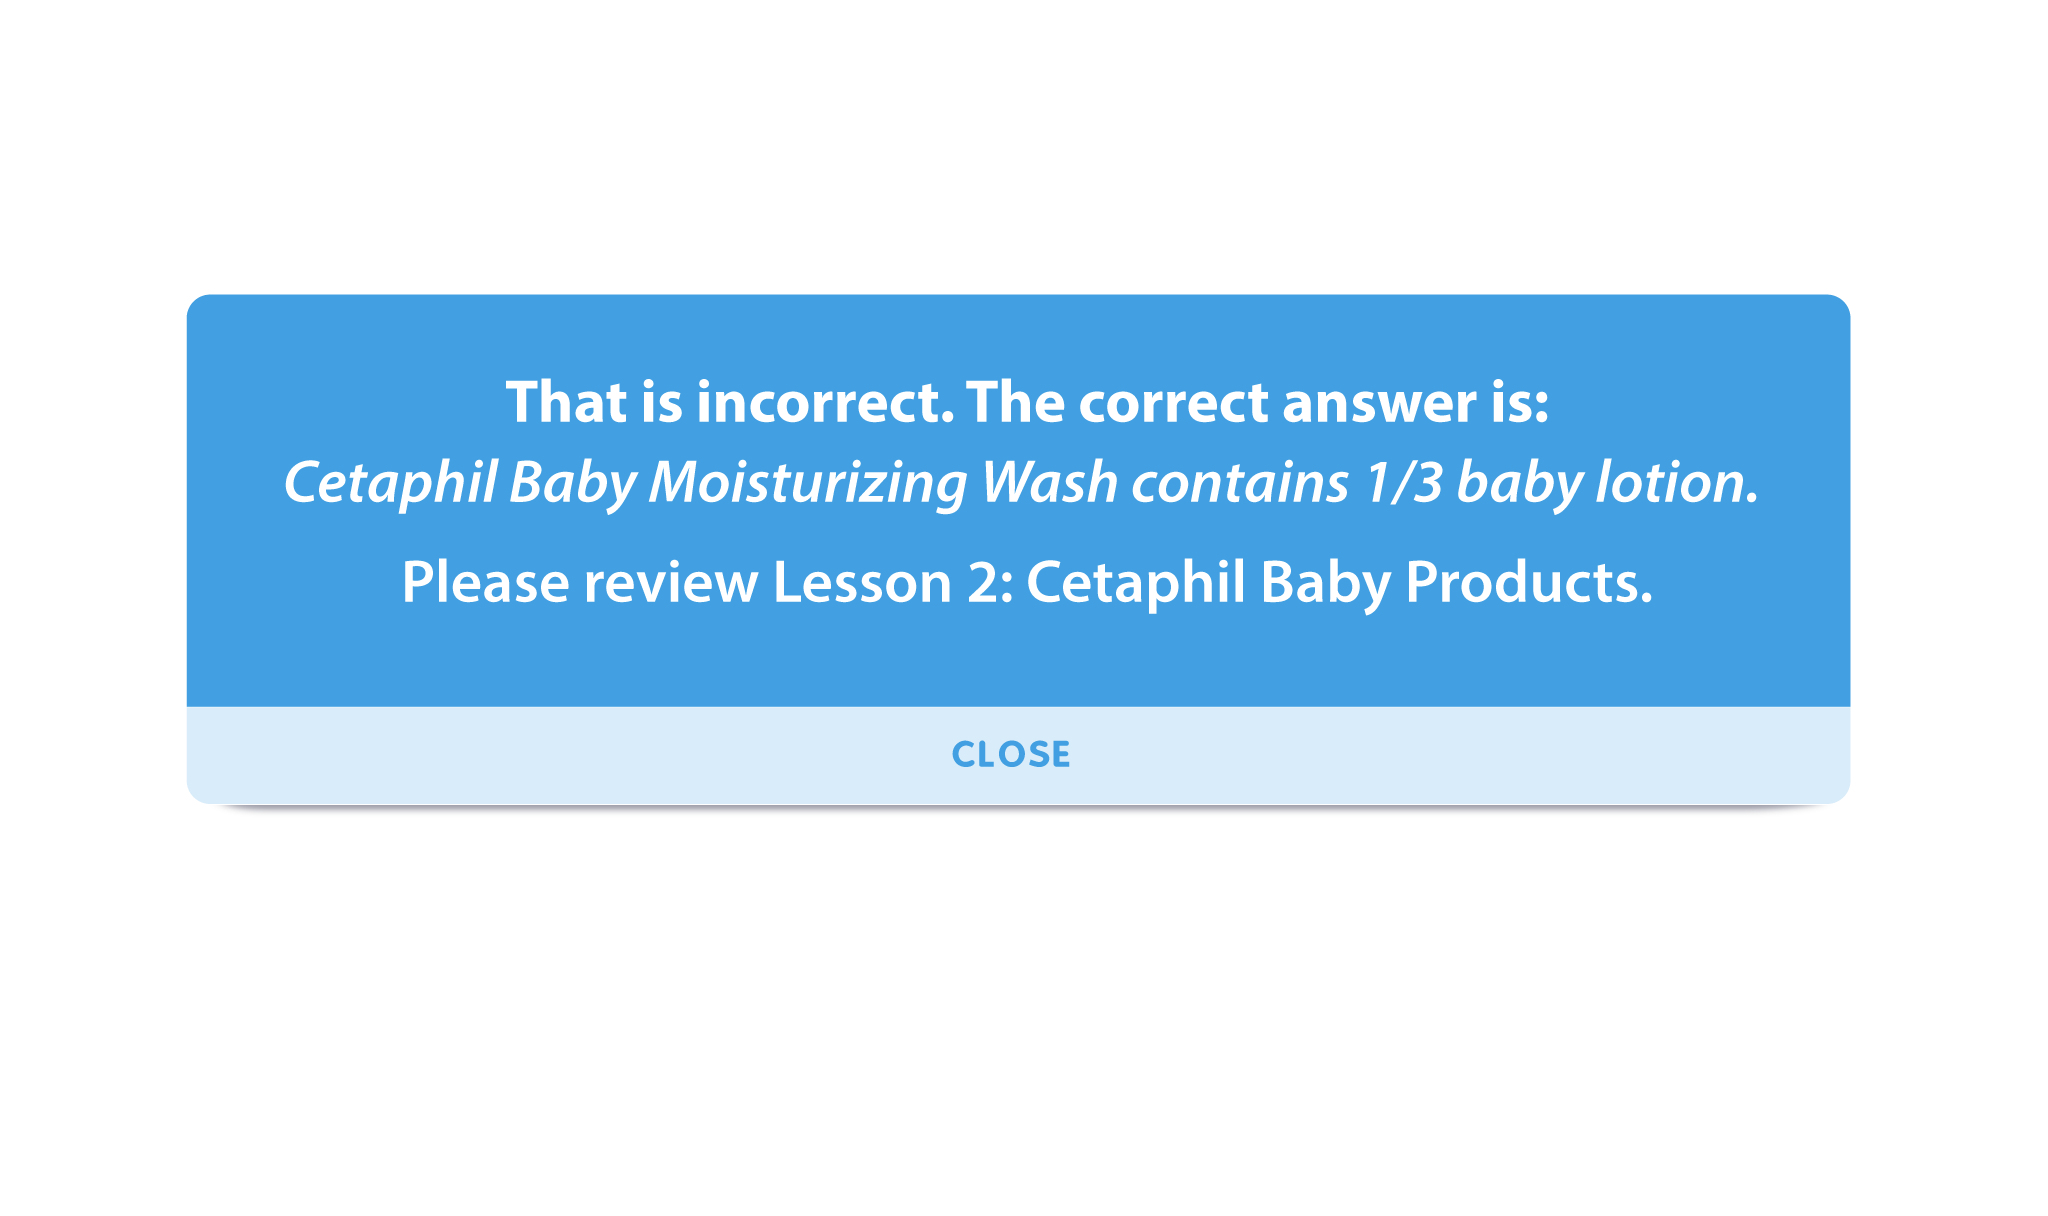 That is incorrect. The correct answer is:
Cetaphil Baby Moisturizing Wash contains 1/3 baby lotion.
Please review Lesson 2: Cetaphil Baby Products.
CLOSE